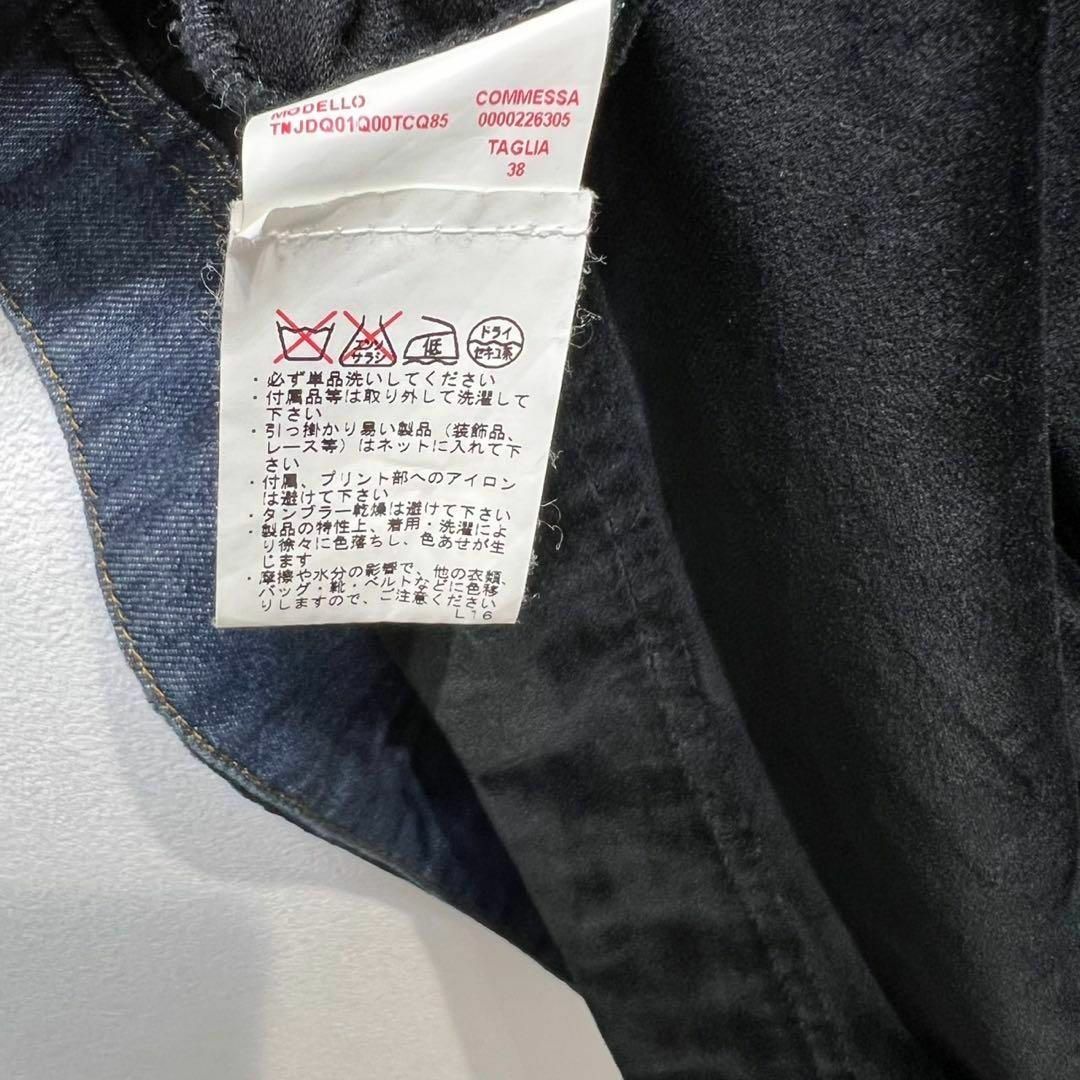 MODELLO
TNJDQ01Q00TCQ85
COMMESSA
0000226305
TAGLIA
38
エンソ
サラシ
低
ドライ
セキユ系
・必ず単品洗いしてください
・付属品等は取り外して洗濯して
下さい
・引っ掛かり易い製品（装飾品、
レース等）はネットに入れて下
さい
・付属、プリント部へのアイロン
は避けて下さい
・タンブラー乾燥は避けて下さい
・製品の特性上、着用・洗濯によ
り徐々に色落ちし、色あせが生
じます
・摩擦や水分の影響で、他の衣類、
バッグ・靴・ベルトなどに色移
りしますので、ご注意ください
L16